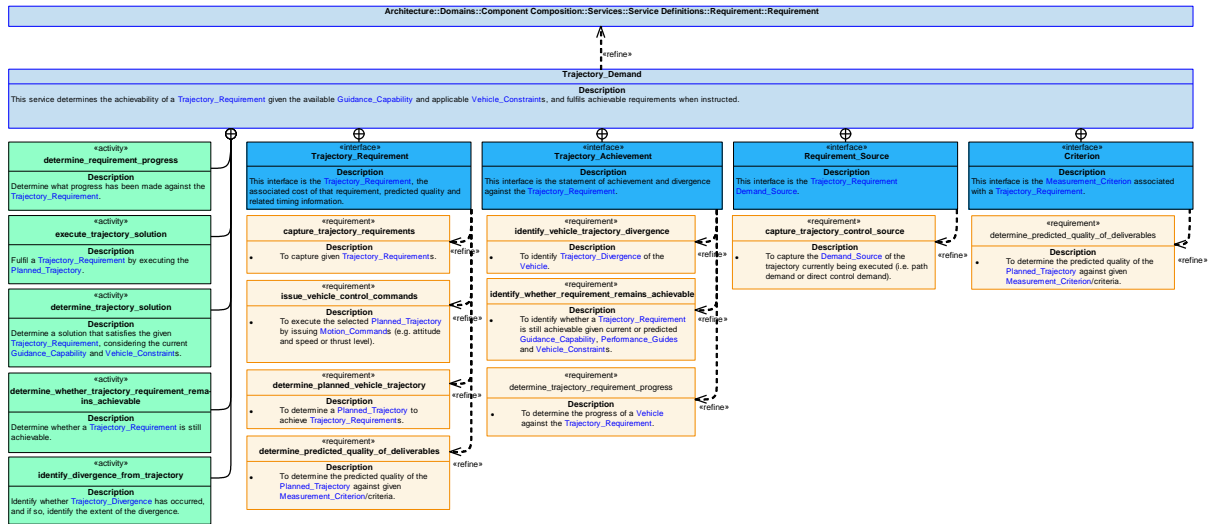 Architecture::Domains::Component Composition::Services::Service Definitions::Requirement::Requirement
«refine»
Trajectory_Demand
Description
This service determines the achievability of a Trajectory_Requirement given the available Guidance_Capability and applicable Vehicle_Constraints, and fulfils achievable requirements when instructed.
«activity»
determine_requirement_progress
Description
Determine what progress has been made against the
Trajectory_Requirement.
«activity»
execute_trajectory_solution
Description
Fulfil a Trajectory_Requirement by executing the
Planned_Trajectory.
«activity»
determine_trajectory_solution
Description
Determine a solution that satisfies the given
Trajectory_Requirement, considering the current
Guidance_Capability and Vehicle_Constraints.
«activity»
determine_whether_trajectory_requirement_rema-
ins_achievable
Description
Determine whether a Trajectory_Requirement is still
achievable.
«activity»
identify_divergence_from_trajectory
Description
Identify whether Trajectory_Divergence has occurred,
and if so, identify the extent of the divergence.
«interface»
Trajectory_Requirement
Description
This interface is the Trajectory_Requirement, the
associated cost of that requirement, predicted quality and
related timing information.
«requirement»
capture_trajectory_requirements
Description
• To capture given Trajectory_Requirements.
«refine»
«requirement»
issue_vehicle_control_commands
Description
• To execute the selected Planned_Trajectory
by issuing Motion_Commands (e.g. attitude
and speed or thrust level).
«refine»
«requirement»
determine_planned_vehicle_trajectory
Description
• To determine a Planned_Trajectory to
achieve Trajectory_Requirements.
«refine»
«requirement»
determine_predicted_quality_of_deliverables
Description
• To determine the predicted quality of the
Planned_Trajectory against given
Measurement_Criterion/criteria.
«refine»
«interface»
Trajectory_Achievement
Description
This interface is the statement of achievement and divergence
against the Trajectory_Requirement.
«requirement»
identify_vehicle_trajectory_divergence
Description
• To identify Trajectory_Divergence of the
Vehicle.
«refine»
«requirement»
identify_whether_requirement_remains_achievable
Description
• To identify whether a Trajectory_Requirement
is still achievable given current or predicted
Guidance_Capability, Performance_Guides
and Vehicle_Constraints.
«refine»
«requirement»
determine_trajectory_requirement_progress
Description
• To determine the progress of a Vehicle
against the Trajectory_Requirement.
«refine»
«interface»
Requirement_Source
Description
This interface is the Trajectory_Requirement
Demand_Source.
«requirement»
capture_trajectory_control_source
Description
• To capture the Demand_Source of the
trajectory currently being executed (i.e. path
demand or direct control demand).
«refine»
«interface»
Criterion
Description
This interface is the Measurement_Criterion associated
with a Trajectory_Requirement.
«requirement»
determine_predicted_quality_of_deliverables
Description
• To determine the predicted quality of the
Planned_Trajectory against given
Measurement_Criterion/criteria.
«refine»